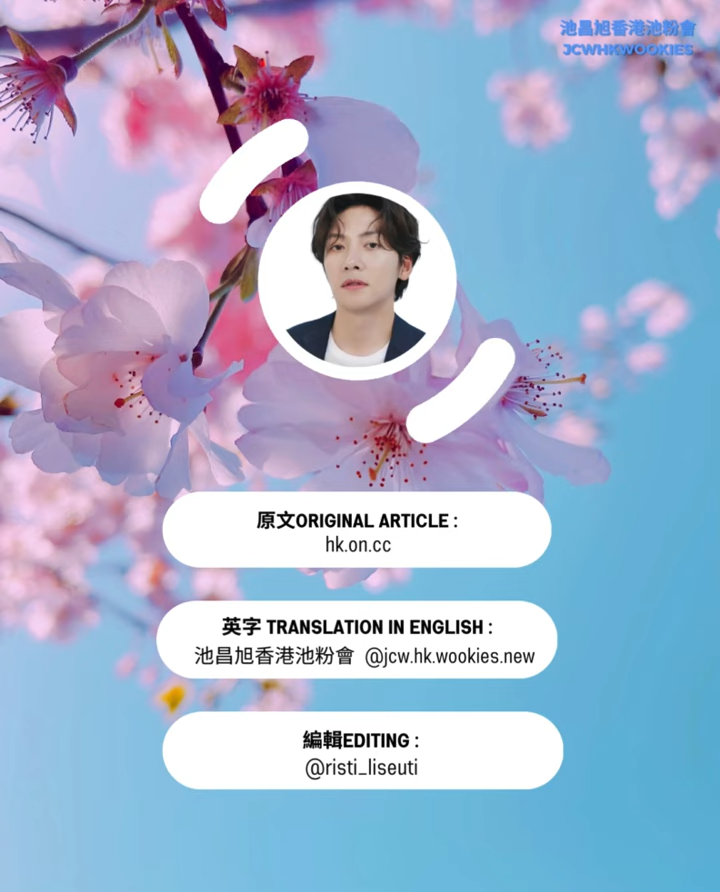 池昌旭香港池粉會
JCWHKWOOKIES
原文ORIGINAL ARTICLE :
hk.on.cc
英字 TRANSLATION IN ENGLISH :
池昌旭香港池粉會 @jcw.hk.wookies.new
編輯EDITING :
@risti_liseuti